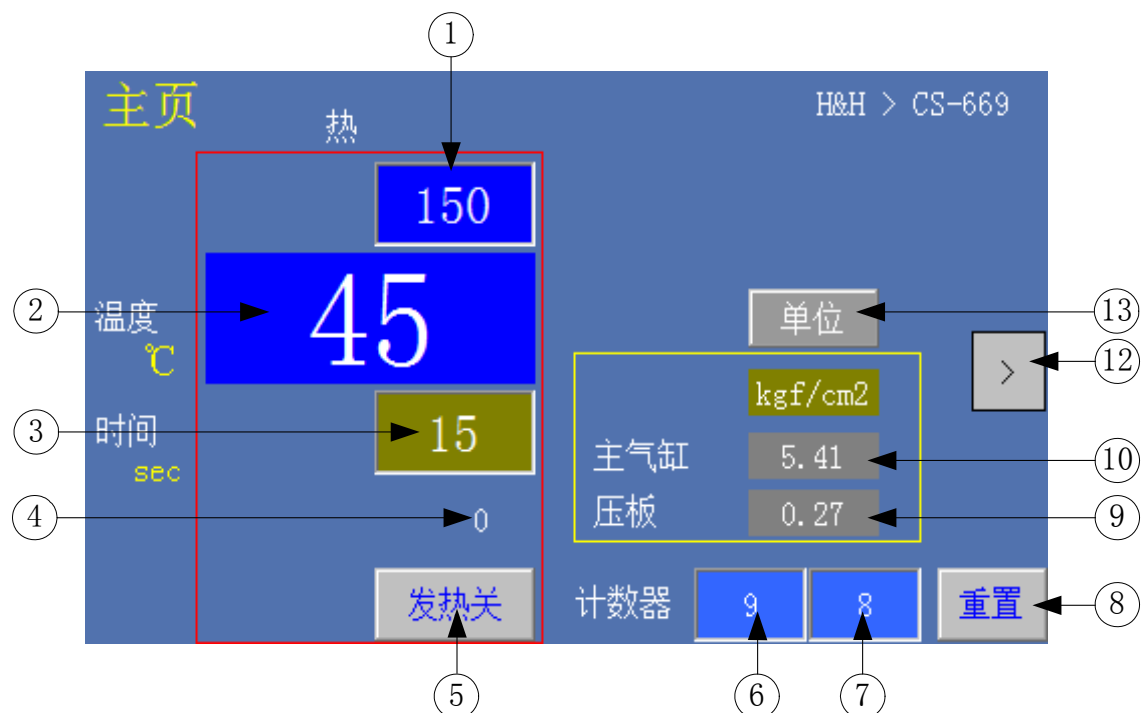 ①
主页
H&H > CS-669
热
150
②
温度
℃
45
单位
⑬
kgf/cm2
>
⑫
③
时间
sec
15
主气缸
5.41
⑩
④
0
压板
0.27
⑨
发热关
计数器
9
8
重置
⑧
⑤
⑥
⑦